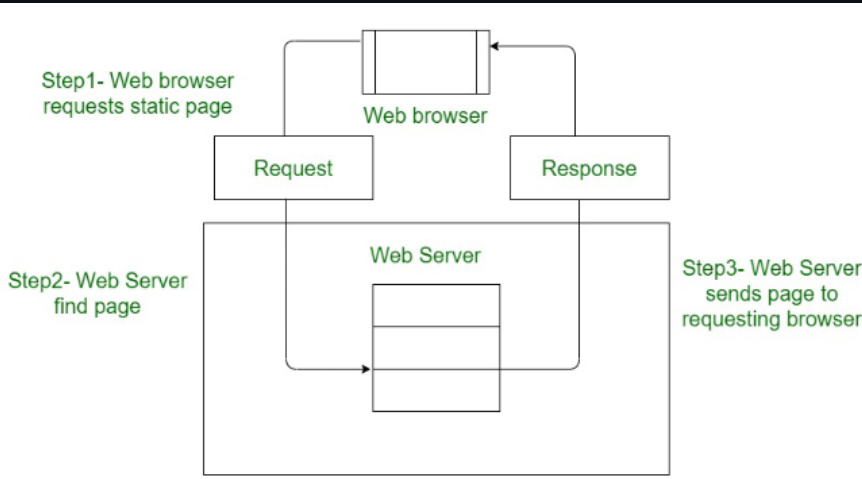 Step1- Web browser
requests static page
Web browser
Request
Response
Web Server
Step2- Web Server
find page
Step3- Web Server
sends page to
requesting browser